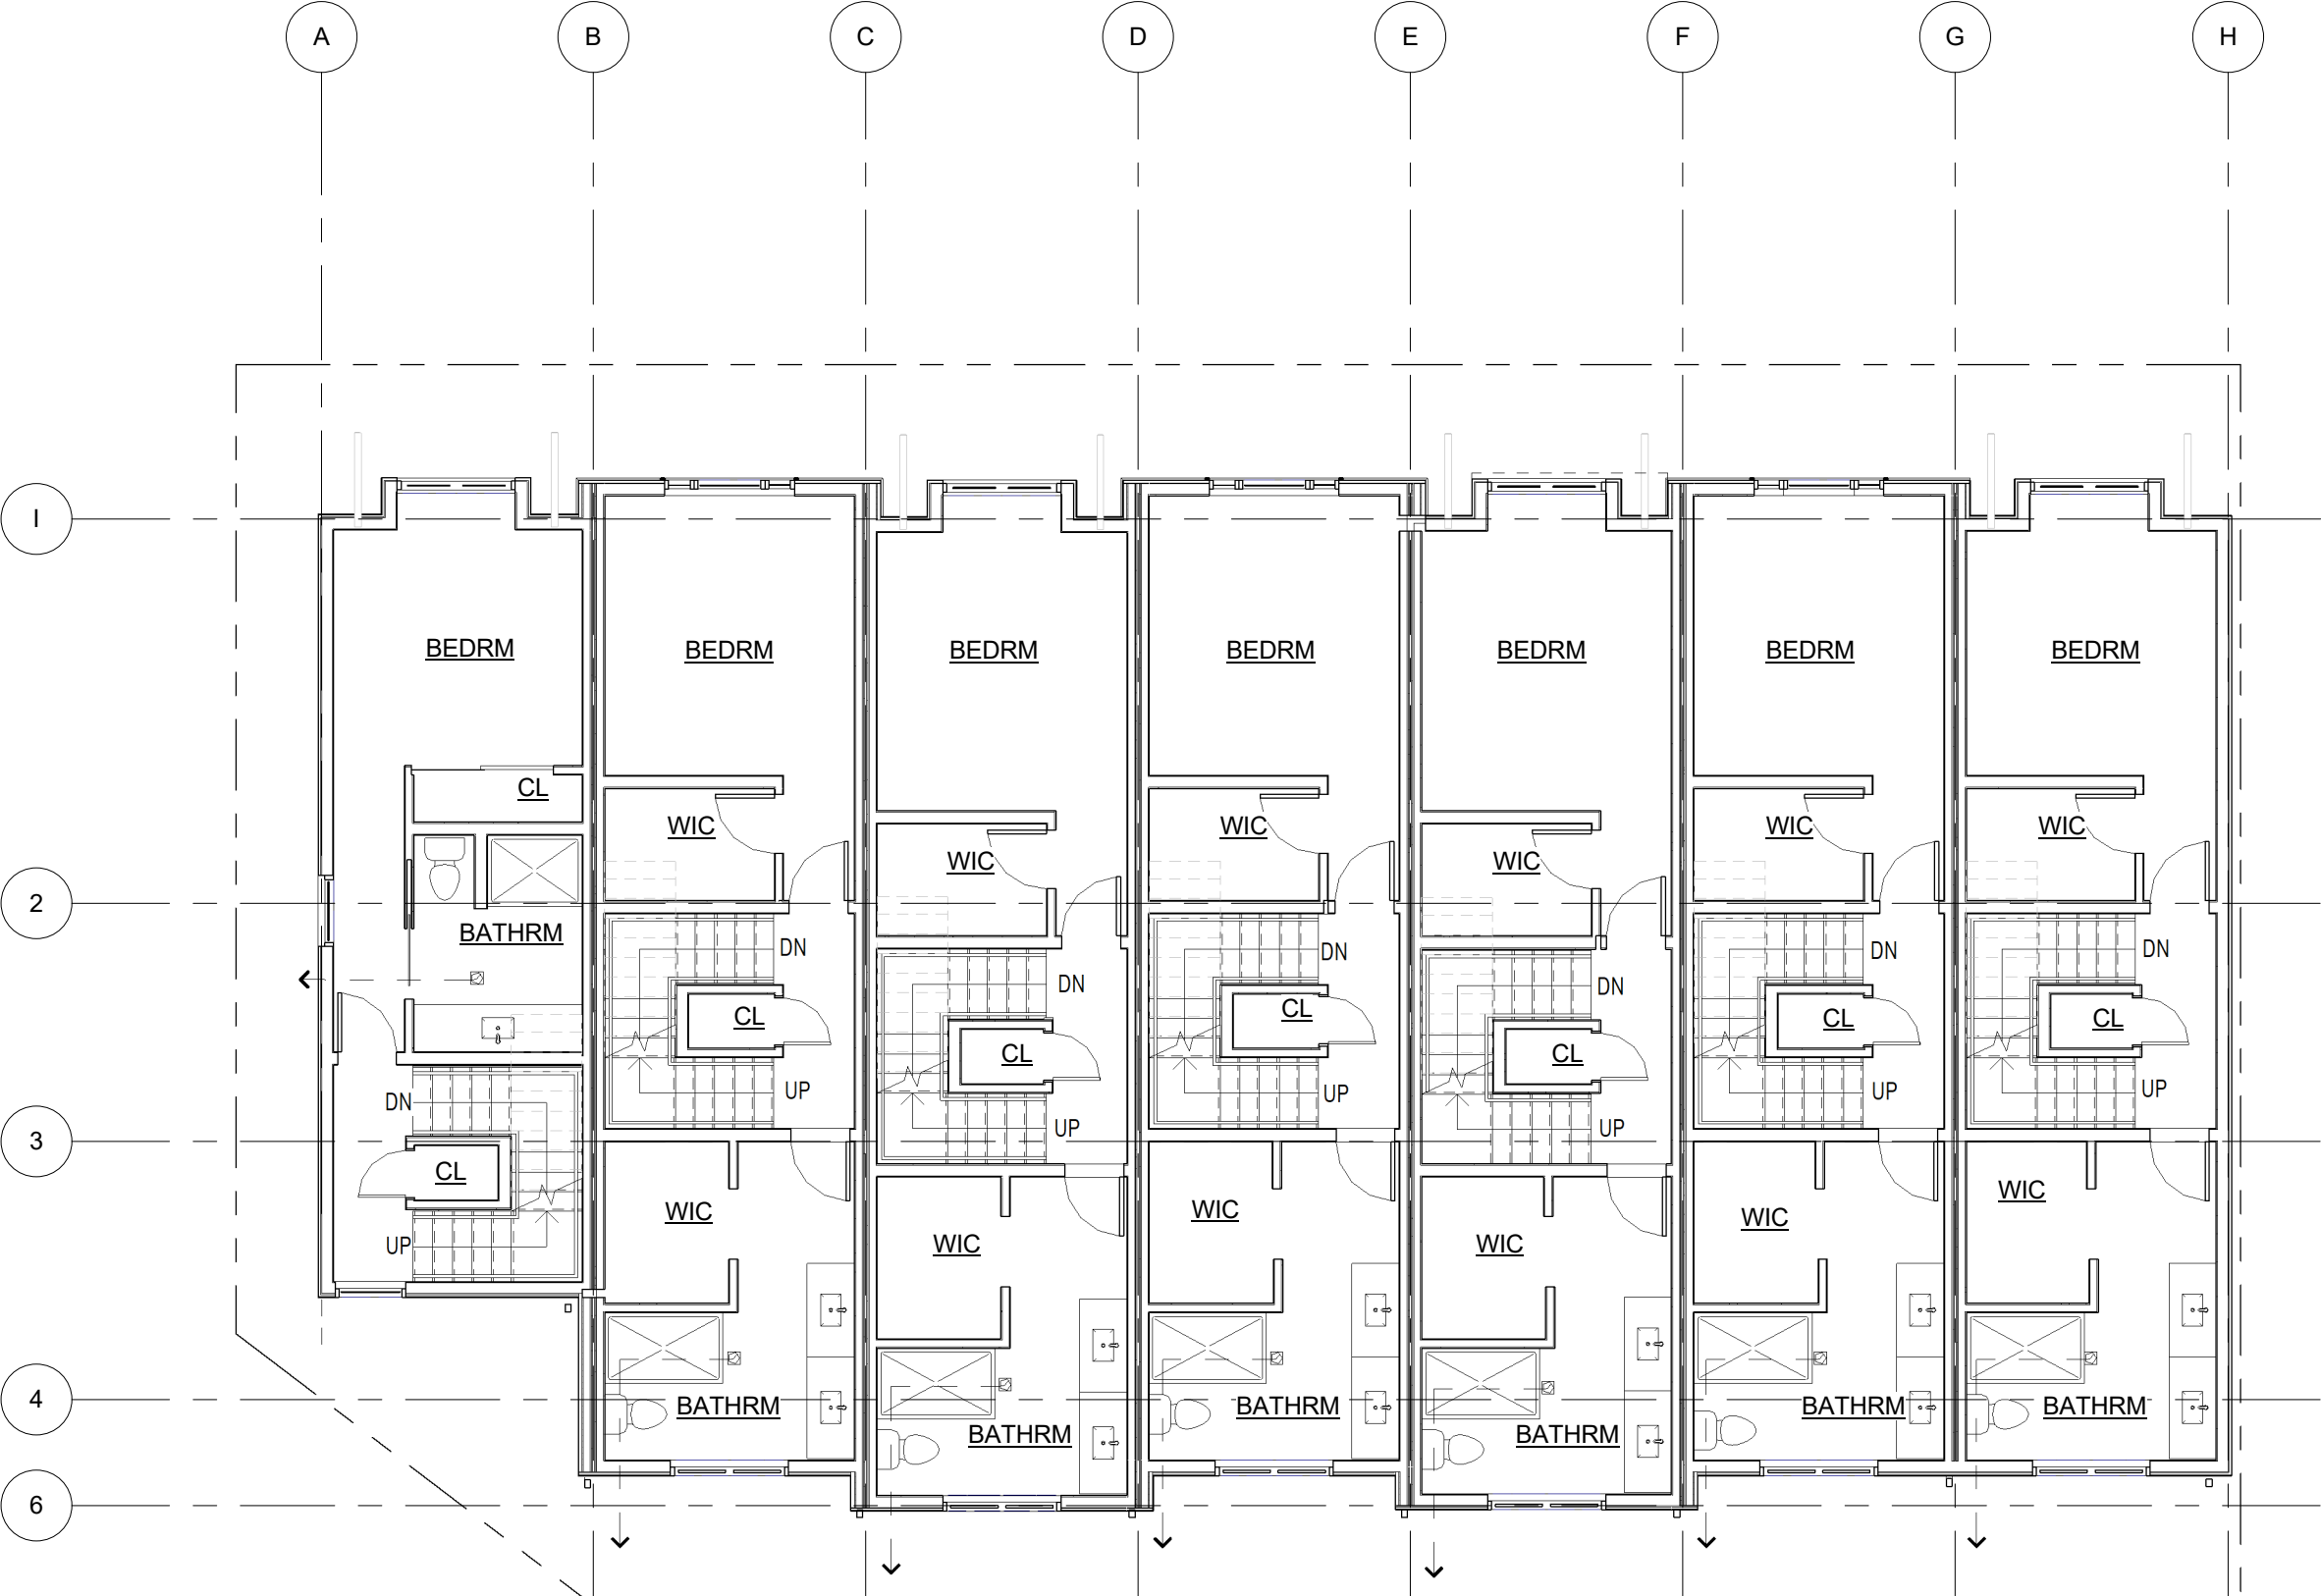 A B C D E F G H
I
BEDRM BEDRM BEDRM BEDRM BEDRM BEDRM BEDRM
CL
WIC WIC WIC WIC
WIC WIC
2
BATHRM
DN DN DN DN
DN DN
CL CL CL CL
CL CL
UP UP UP UP
DN
UP UP
3
CL
WIC
WIC WIC WIC
UP WIC WIC
4
BATHRM BATHRM BATHRM BATHRM
BATHRM BATHRM
6